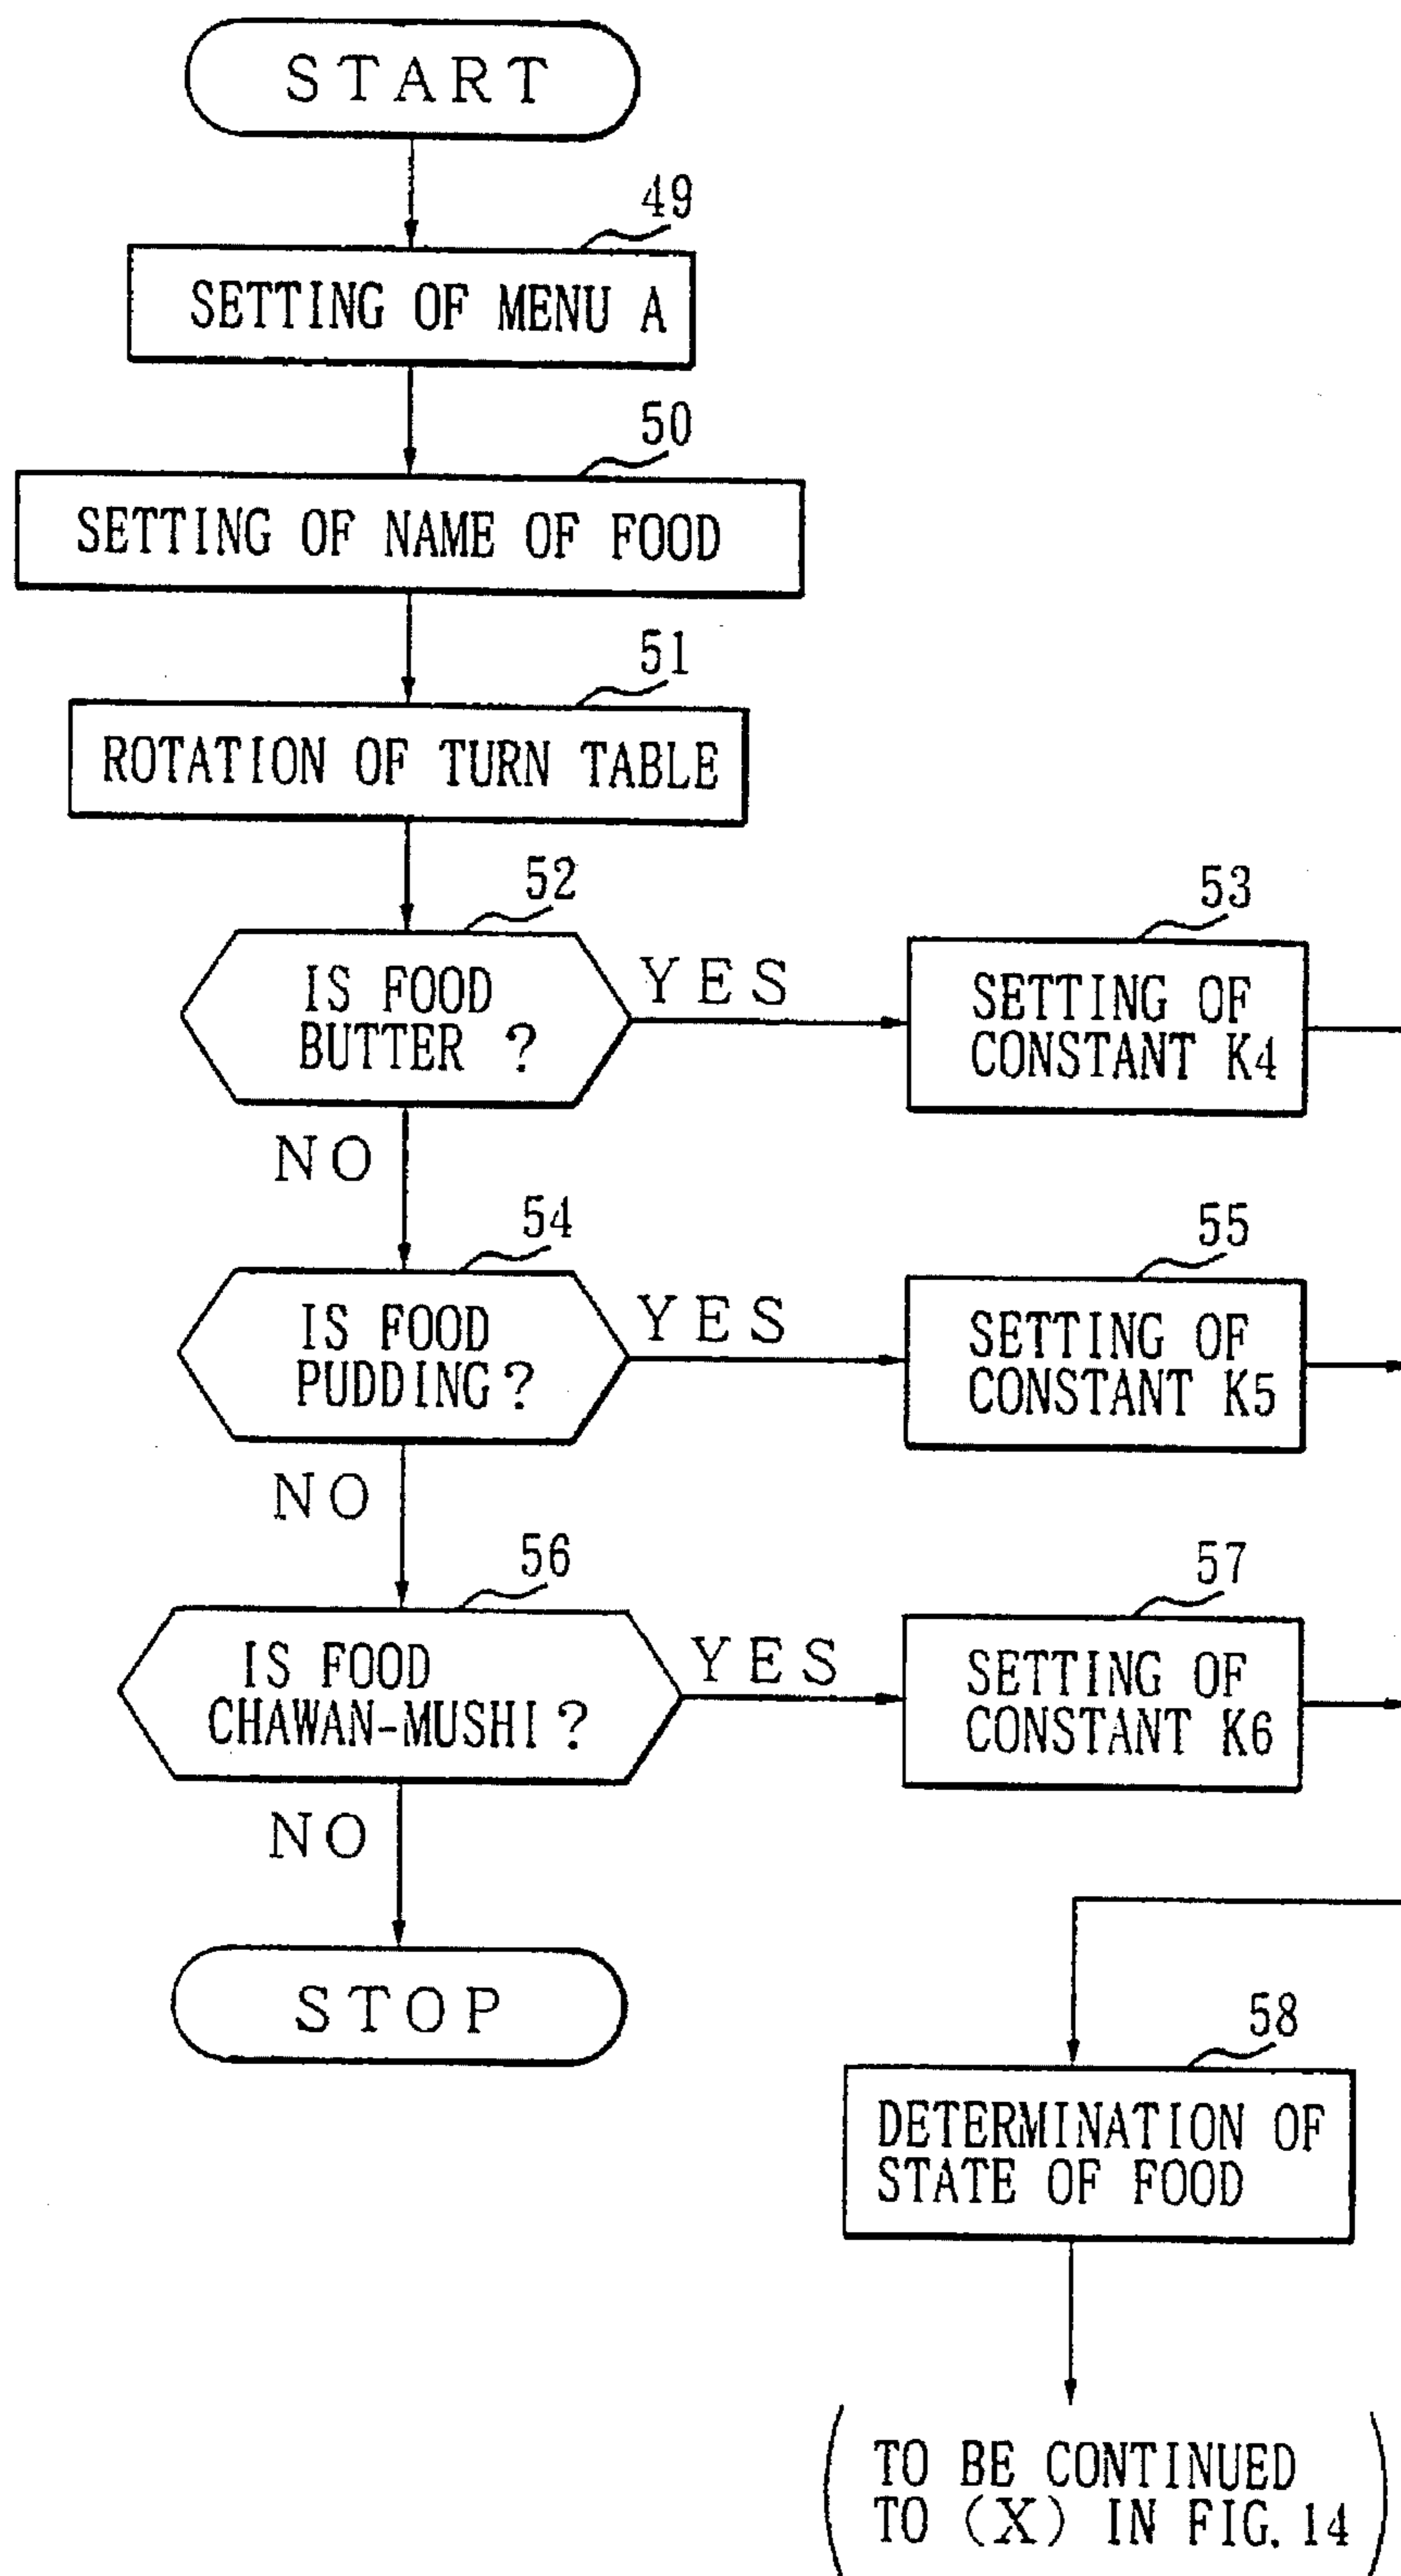 START
49
SETTING OF MENU A
50
SETTING OF NAME OF FOOD
51
ROTATION OF TURN TABLE
52
IS FOOD
BUTTER ?
YES
53
SETTING OF
CONSTANT K4
NO
54
IS FOOD
PUDDING ?
YES
55
SETTING OF
CONSTANT K5
NO
56
IS FOOD
CHAWAN-MUSHI ?
YES
57
SETTING OF
CONSTANT K6
NO
STOP
58
DETERMINATION OF
STATE OF FOOD
(TO BE CONTINUED
TO (X) IN FIG. 14)